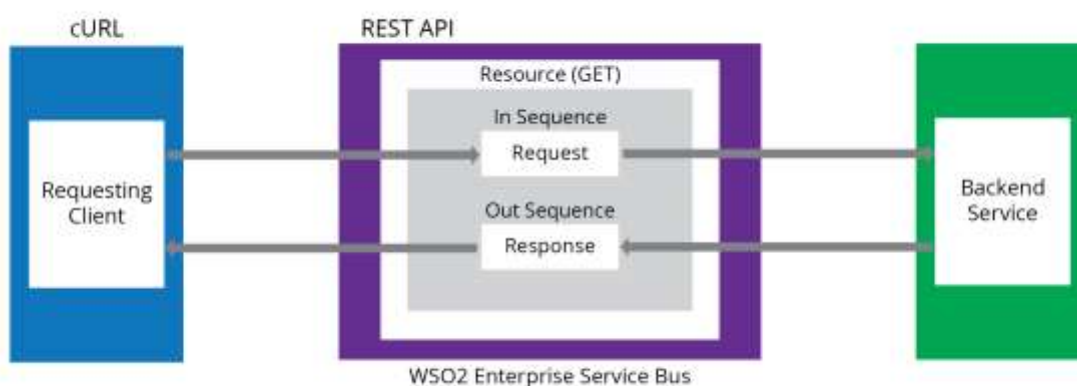 cURL
REST API
Resource (GET)
In Sequence
Request
Requesting
Client
Out Sequence
Response
Backend
Service
WSO2 Enterprise Service Bus